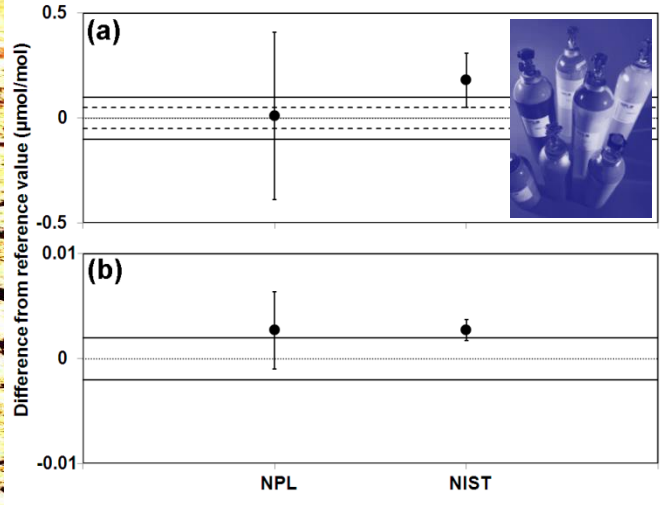 Difference from reference value (µmol/mol)
0.5
(a)
0
-0.5
0.01
(b)
0
-0.01
NPL NIST